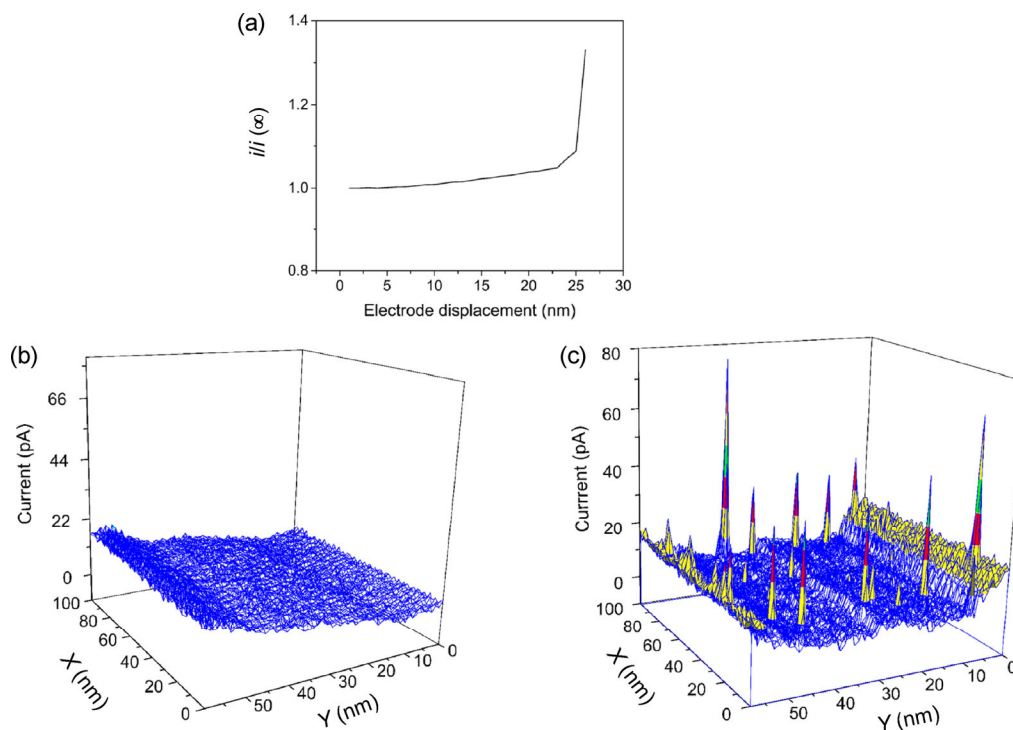 (a)
1.4
1.2
1.0
0.8
i/i (∞)
0 5 10 15 20 25 30
Electrode displacement (nm)
(b)
66
44
22
0
Current (pA)
100
80
60
40
20
0
X (nm)
50 40 30 20 10 0
Y (nm)
(c)
80
60
40
20
0
Currrent (pA)
100
80
60
40
20
0
X (nm)
50 40 30 20 10 0
Y (nm)